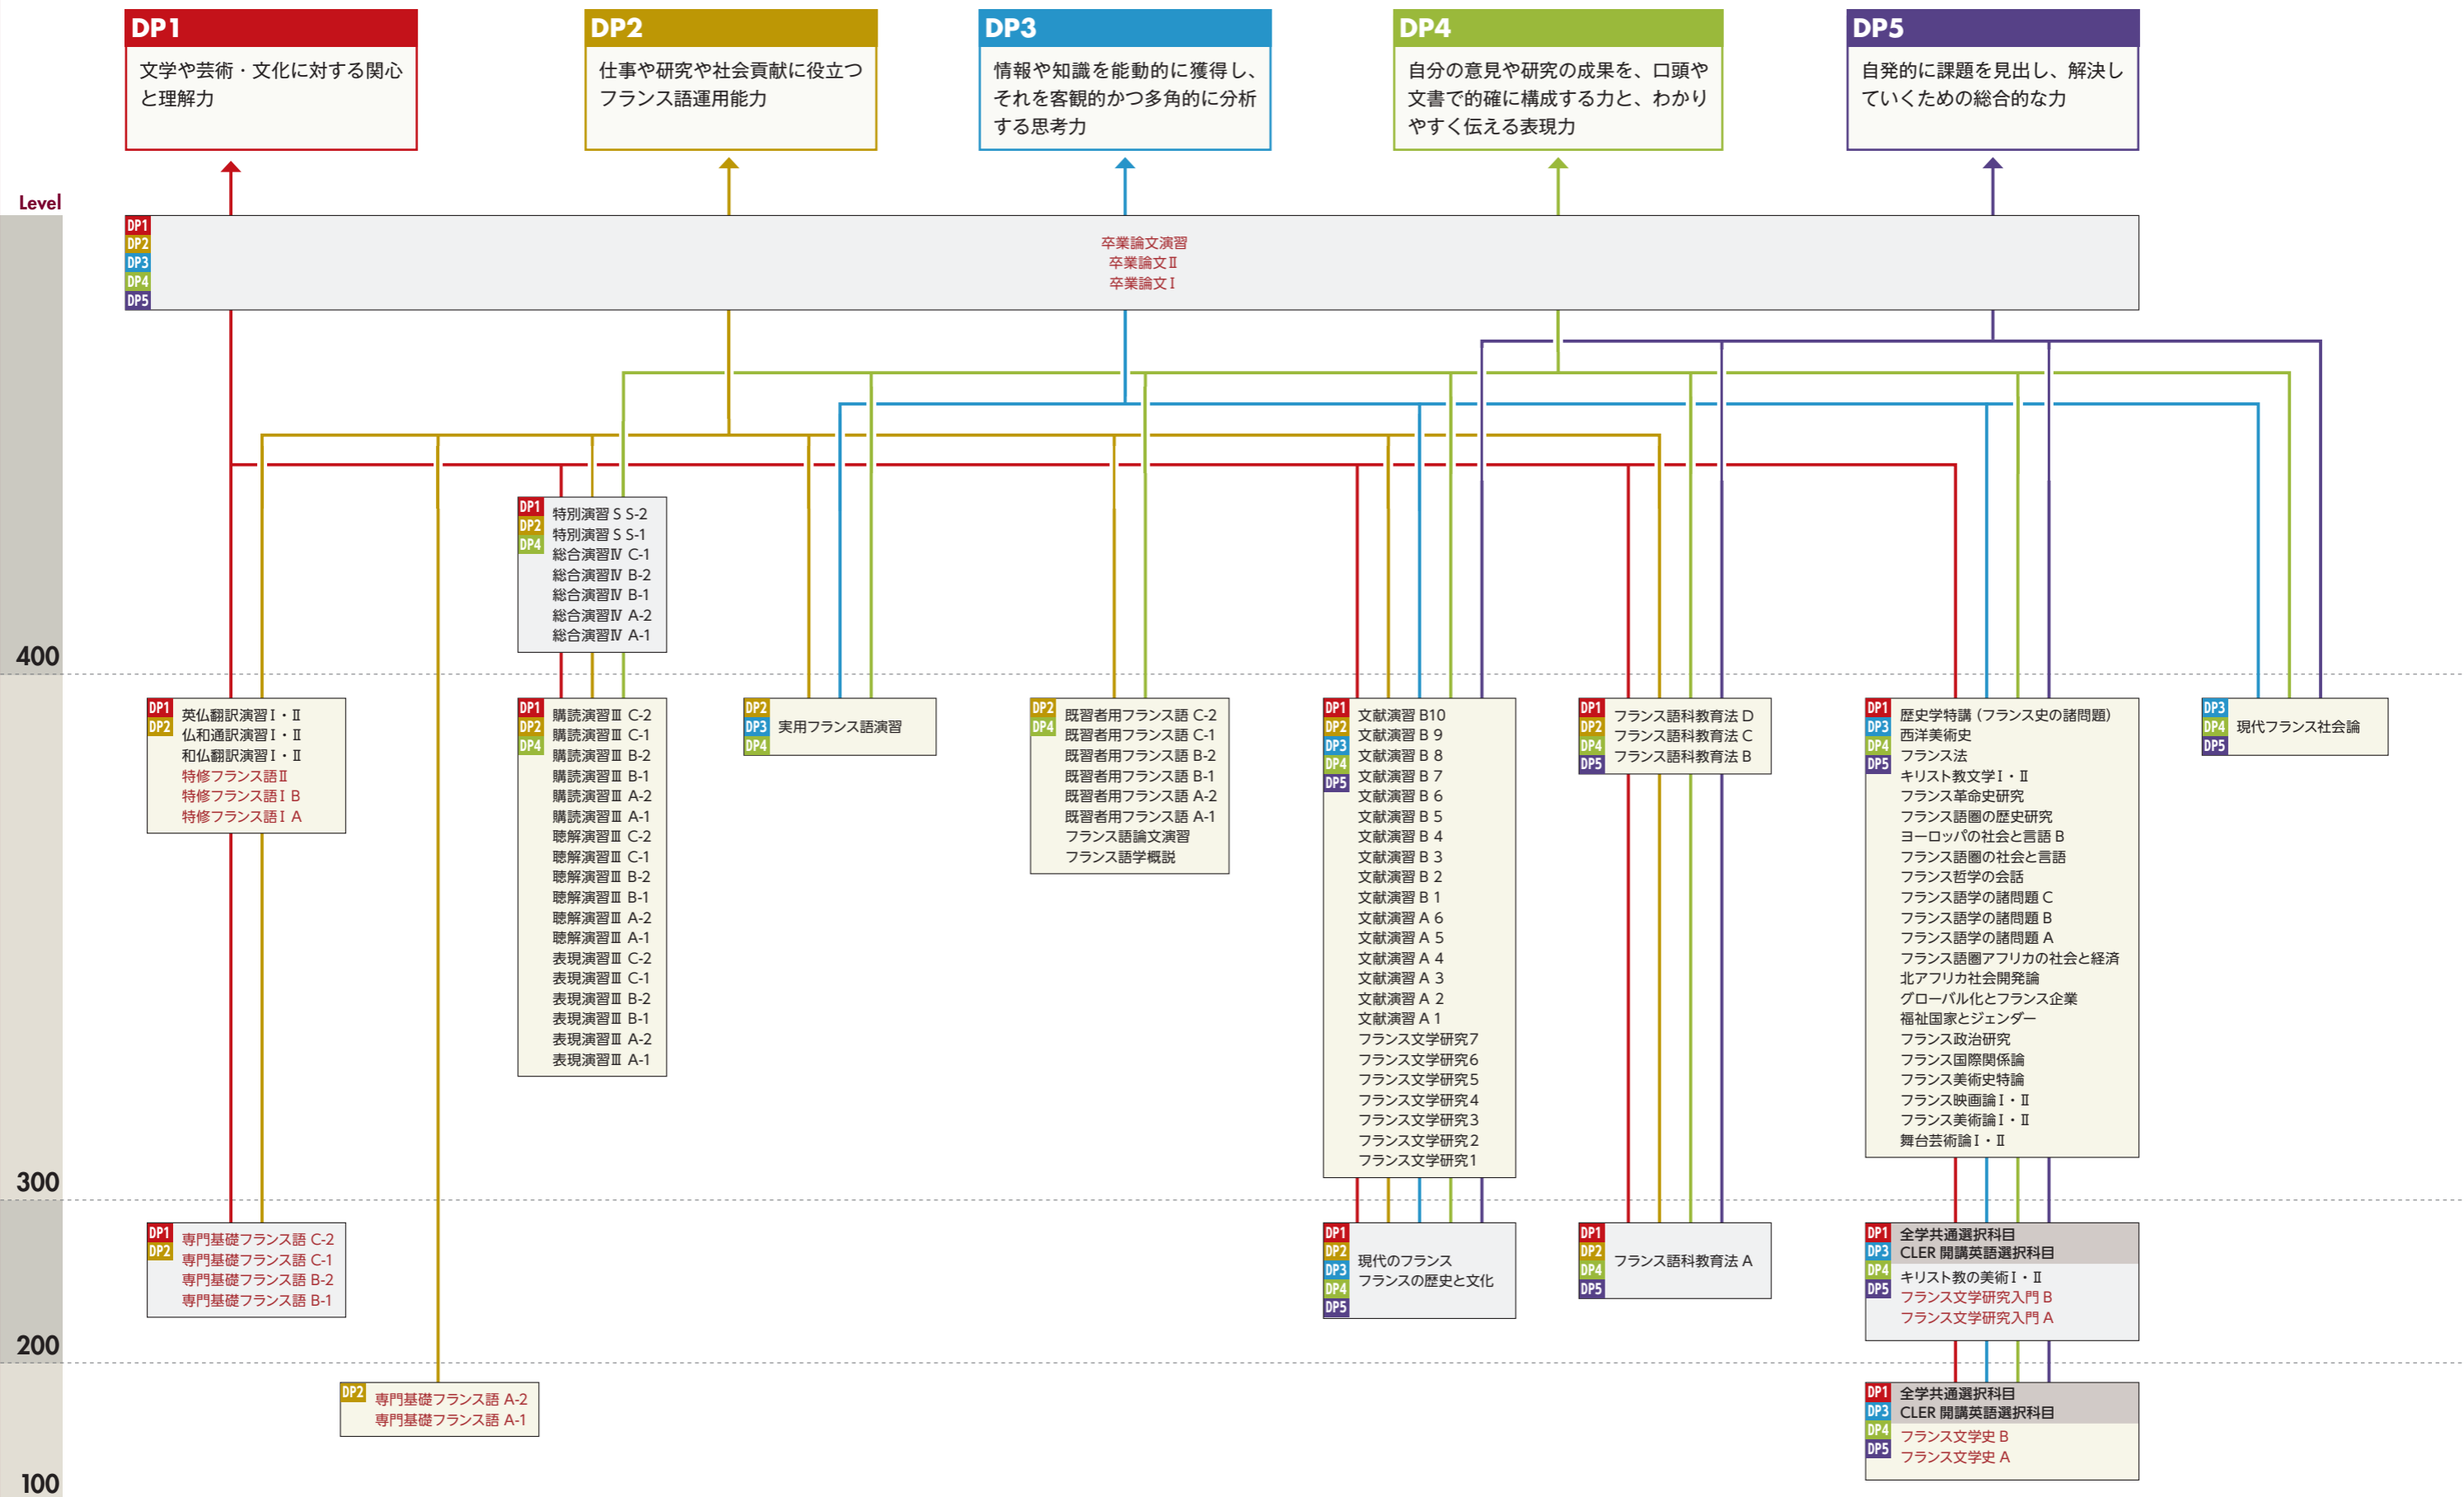 DP1
文学や芸術・文化に対する関心
と理解力
DP2
仕事や研究や社会貢献に役立つ
フランス語運用能力
DP3
情報や知識を能動的に獲得し、
それを客観的かつ多角的に分析
する思考力
DP4
自分の意見や研究の成果を、口頭や
文書で的確に構成する力と、わかり
やすく伝える表現力
DP5
自発的に課題を見出し、解決し
ていくための総合的な力
Level
DP1
DP2
DP3
DP4
DP5
卒業論文演習
卒業論文Ⅱ
卒業論文Ⅰ
DP1
DP2
DP4
特別演習 S S-2
特別演習 S S-1
総合演習Ⅳ C-1
総合演習Ⅳ B-2
総合演習Ⅳ B-1
総合演習Ⅳ A-2
総合演習Ⅳ A-1
400
DP1
DP2
英仏翻訳演習Ⅰ・Ⅱ
仏和通訳演習Ⅰ・Ⅱ
和仏翻訳演習Ⅰ・Ⅱ
特修フランス語Ⅱ
特修フランス語Ⅰ B
特修フランス語Ⅰ A
DP1
DP2
DP4
購読演習Ⅲ C-2
購読演習Ⅲ C-1
購読演習Ⅲ B-2
購読演習Ⅲ B-1
購読演習Ⅲ A-2
購読演習Ⅲ A-1
聴解演習Ⅲ C-2
聴解演習Ⅲ C-1
聴解演習Ⅲ B-2
聴解演習Ⅲ B-1
聴解演習Ⅲ A-2
聴解演習Ⅲ A-1
表現演習Ⅲ C-2
表現演習Ⅲ C-1
表現演習Ⅲ B-2
表現演習Ⅲ B-1
表現演習Ⅲ A-2
表現演習Ⅲ A-1
DP2
DP3
DP4
実用フランス語演習
DP2
DP4
既習者用フランス語 C-2
既習者用フランス語 C-1
既習者用フランス語 B-2
既習者用フランス語 B-1
既習者用フランス語 A-2
既習者用フランス語 A-1
フランス語論文演習
フランス語学概説
DP1
DP2
DP3
DP4
DP5
文献演習 B10
文献演習 B 9
文献演習 B 8
文献演習 B 7
文献演習 B 6
文献演習 B 5
文献演習 B 4
文献演習 B 3
文献演習 B 2
文献演習 B 1
文献演習 A 6
文献演習 A 5
文献演習 A 4
文献演習 A 3
文献演習 A 2
文献演習 A 1
フランス文学研究7
フランス文学研究6
フランス文学研究5
フランス文学研究4
フランス文学研究3
フランス文学研究2
フランス文学研究1
DP1
DP2
DP4
DP5
フランス語科教育法 D
フランス語科教育法 C
フランス語科教育法 B
DP1
DP3
DP4
DP5
歴史学特講（フランス史の諸問題）
西洋美術史
フランス法
キリスト教文学Ⅰ・Ⅱ
フランス革命史研究
フランス語圏の歴史研究
ヨーロッパの社会と言語 B
フランス語圏の社会と言語
フランス哲学の会話
フランス語学の諸問題 C
フランス語学の諸問題 B
フランス語学の諸問題 A
フランス語圏アフリカの社会と経済
北アフリカ社会開発論
グローバル化とフランス企業
福祉国家とジェンダー
フランス政治研究
フランス国際関係論
フランス美術史特論
フランス映画論Ⅰ・Ⅱ
フランス美術論Ⅰ・Ⅱ
舞台芸術論Ⅰ・Ⅱ
DP3
DP4
DP5
現代フランス社会論
300
DP1
DP2
専門基礎フランス語 C-2
専門基礎フランス語 C-1
専門基礎フランス語 B-2
専門基礎フランス語 B-1
DP1
DP2
DP3
DP4
DP5
現代のフランス
フランスの歴史と文化
DP1
DP2
DP4
DP5
フランス語科教育法 A
DP1
DP3
DP4
DP5
全学共通選択科目
CLER 開講英語選択科目
キリスト教の美術Ⅰ・Ⅱ
フランス文学研究入門 B
フランス文学研究入門 A
200
DP2
専門基礎フランス語 A-2
専門基礎フランス語 A-1
DP1
DP3
DP4
DP5
全学共通選択科目
CLER 開講英語選択科目
フランス文学史 B
フランス文学史 A
100